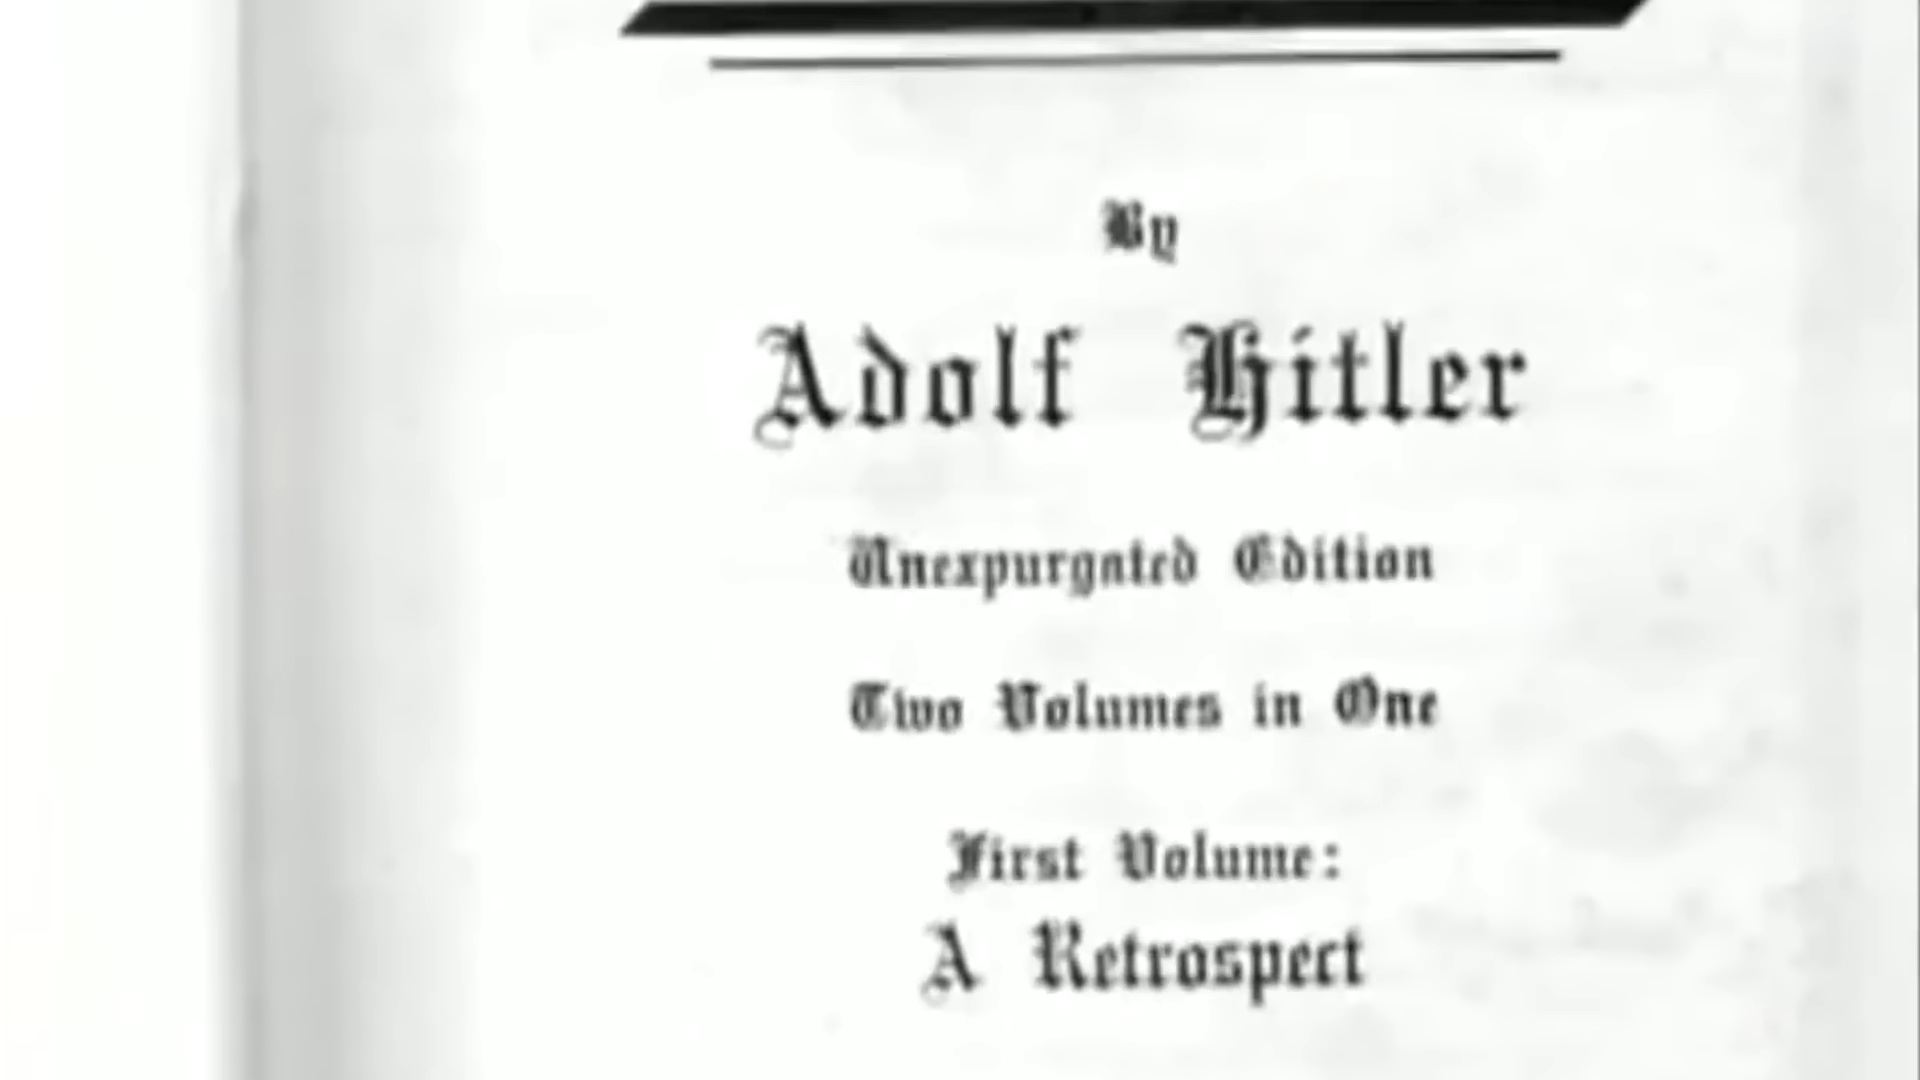 By
Adolf Hitler
Unexpurgated Edition
Two Volumes in One
First Volume:
A Retrospect